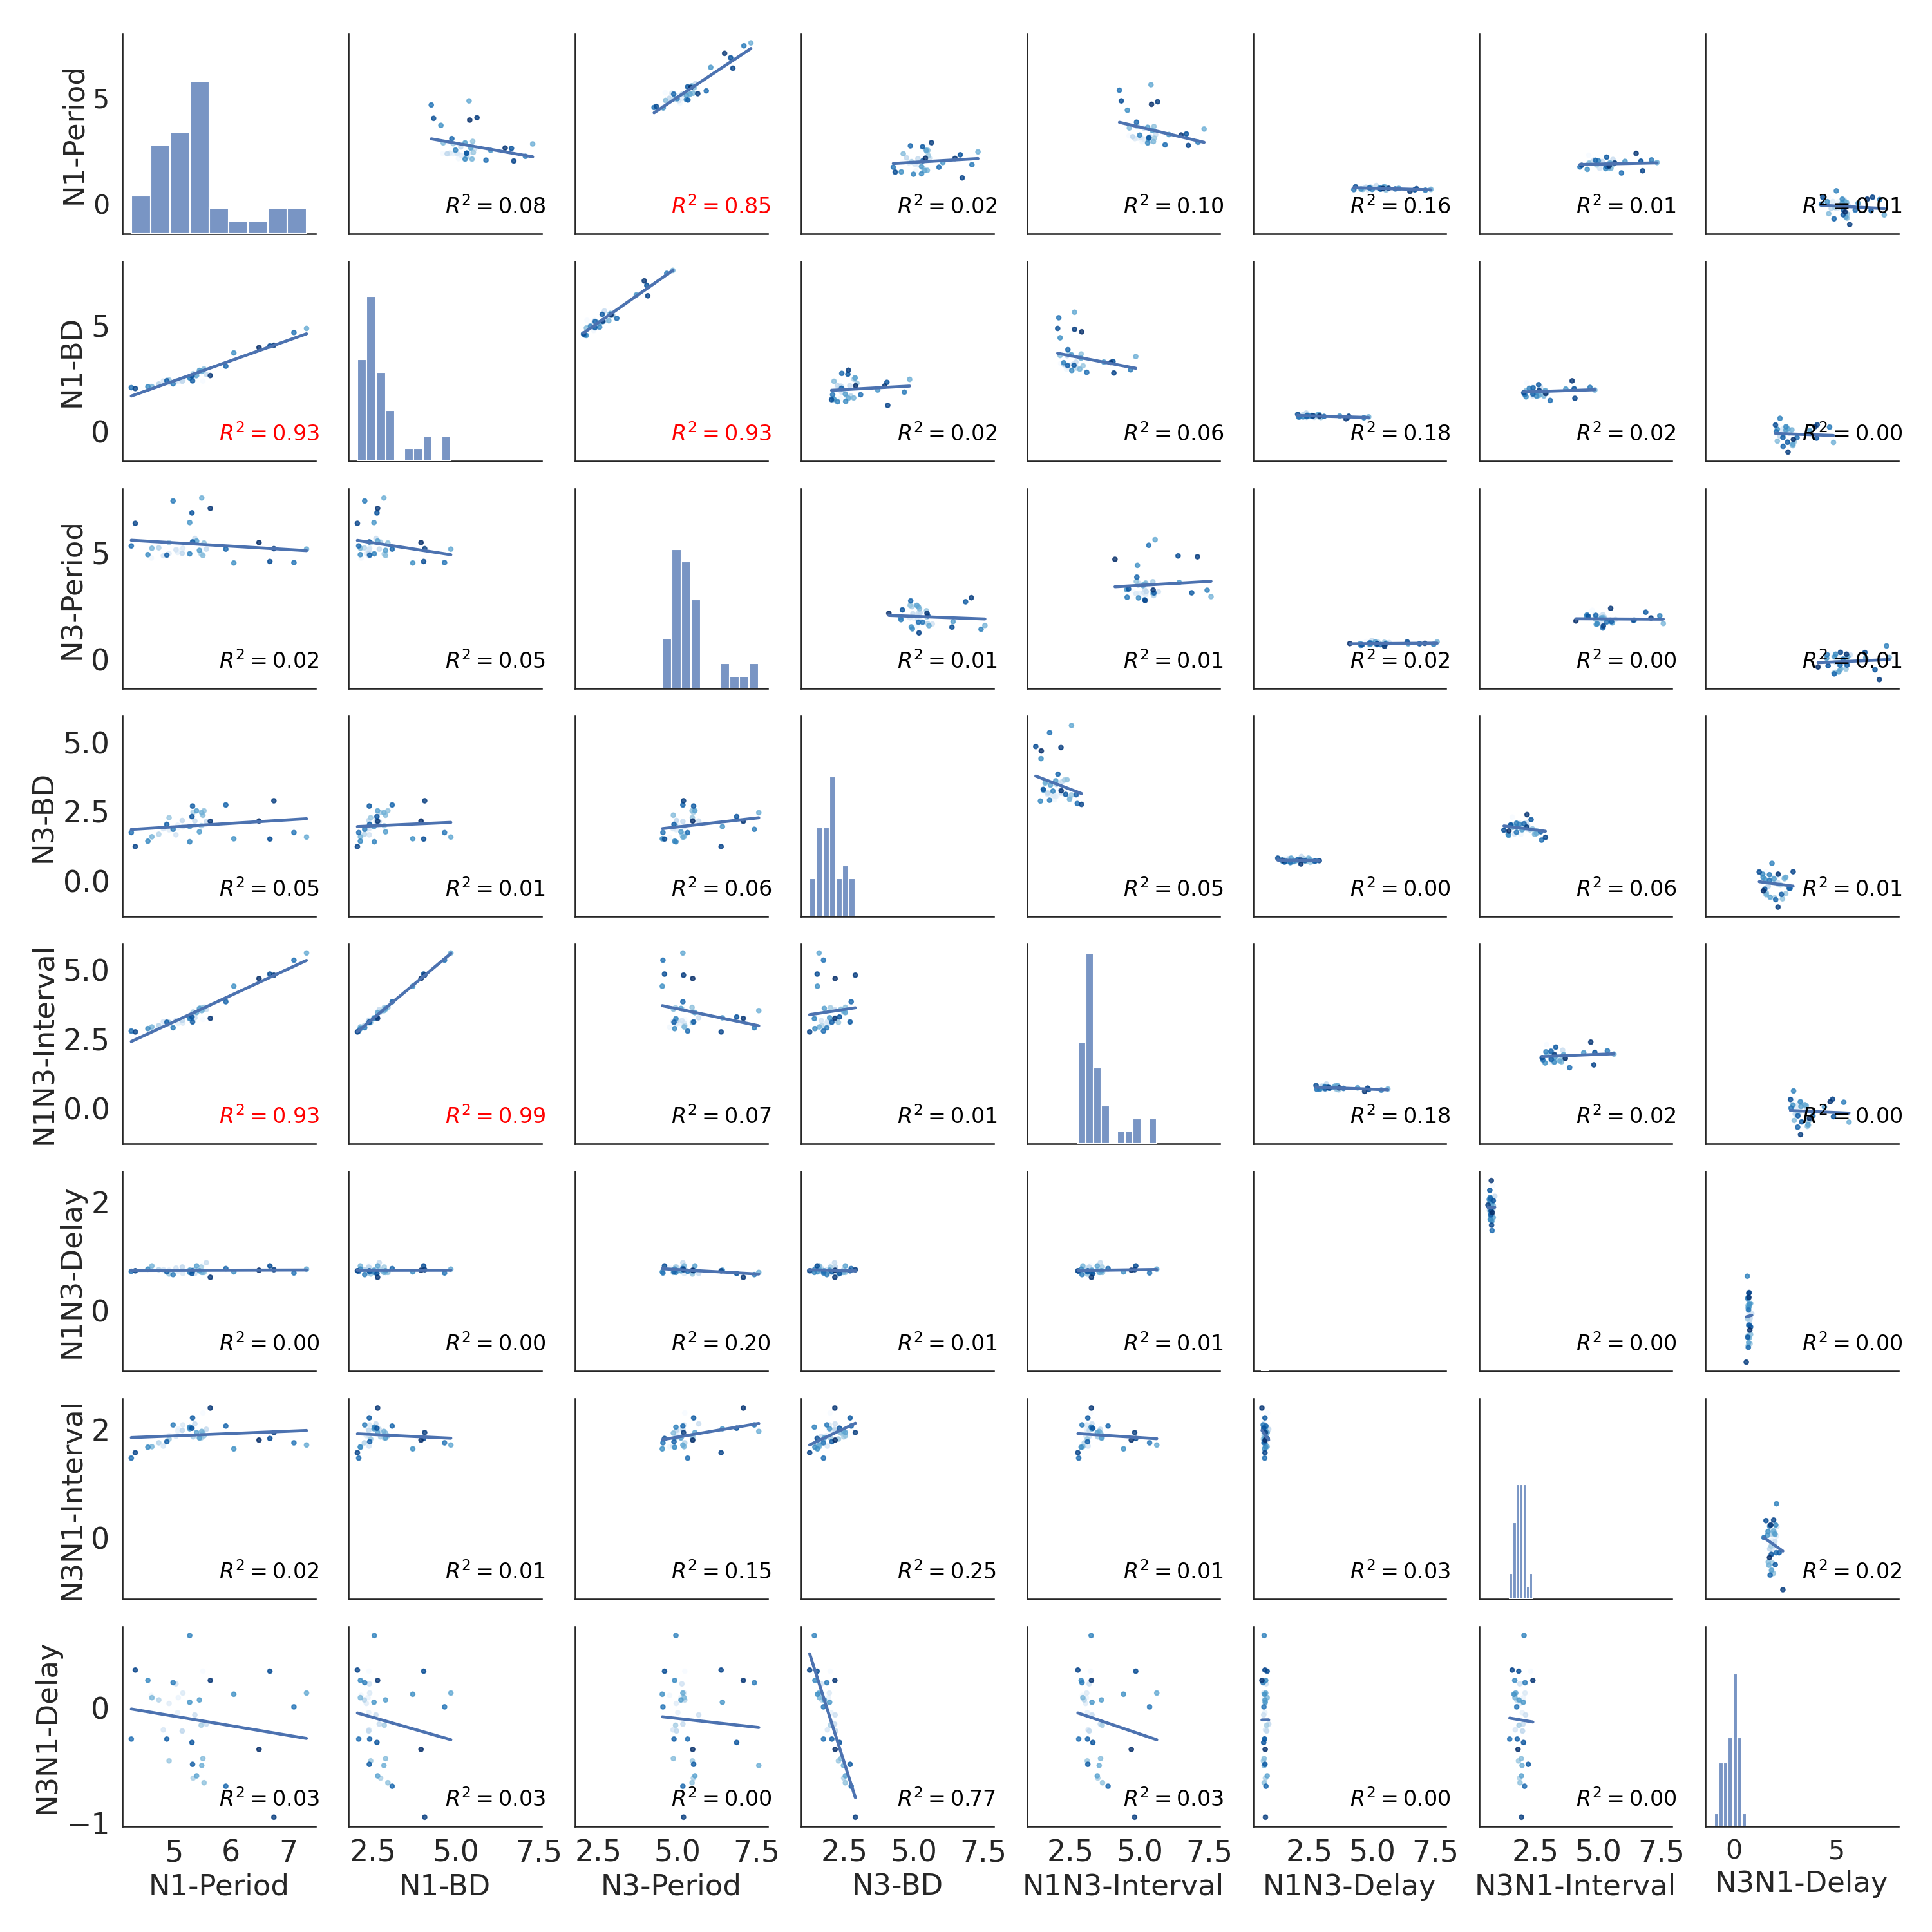 N1-Period
5
0
R² = 0.08
R² = 0.85
R² = 0.02
R² = 0.10
R² = 0.16
R² = 0.01
R² = 0.01
N1-BD
5
0
R² = 0.93
R² = 0.93
R² = 0.02
R² = 0.06
R² = 0.18
R² = 0.02
R² = 0.00
N3-Period
5
0
R² = 0.02
R² = 0.05
R² = 0.01
R² = 0.01
R² = 0.02
R² = 0.00
R² = 0.01
N3-BD
5.0
2.5
0.0
R² = 0.05
R² = 0.01
R² = 0.06
R² = 0.05
R² = 0.00
R² = 0.06
R² = 0.01
N1N3-Interval
5.0
2.5
0.0
R² = 0.93
R² = 0.99
R² = 0.07
R² = 0.01
R² = 0.18
R² = 0.02
R² = 0.00
N1N3-Delay
2
0
R² = 0.00
R² = 0.00
R² = 0.20
R² = 0.01
R² = 0.01
R² = 0.00
R² = 0.00
N3N1-Interval
2
0
R² = 0.02
R² = 0.01
R² = 0.15
R² = 0.25
R² = 0.01
R² = 0.03
R² = 0.02
N3N1-Delay
0
−1
R² = 0.03
R² = 0.03
R² = 0.00
R² = 0.77
R² = 0.03
R² = 0.00
R² = 0.00
5 6 7
2.5 5.0 7.5
2.5 5.0 7.5
2.5 5.0 7.5
2.5 5.0 7.5
2.5 5.0 7.5
2.5 5.0 7.5
0 5
N1-Period
N1-BD
N3-Period
N3-BD
N1N3-Interval
N1N3-Delay
N3N1-Interval
N3N1-Delay